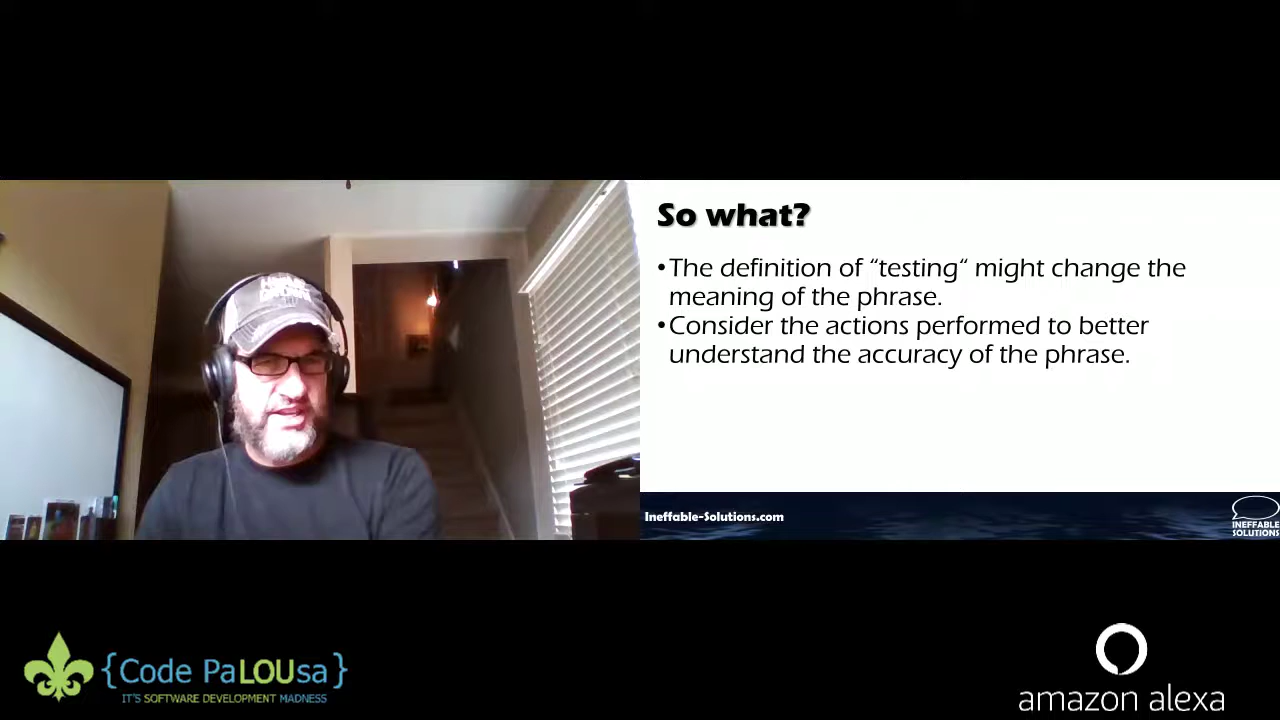 So what?
•The definition of “testing“ might change the
meaning of the phrase.
•Consider the actions performed to better
understand the accuracy of the phrase.
Ineffable-Solutions.com
INEFFABLE
SOLUTIONS
{Code PaLOUsa}
IT'S SOFTWARE DEVELOPMENT MADNESS
amazon alexa